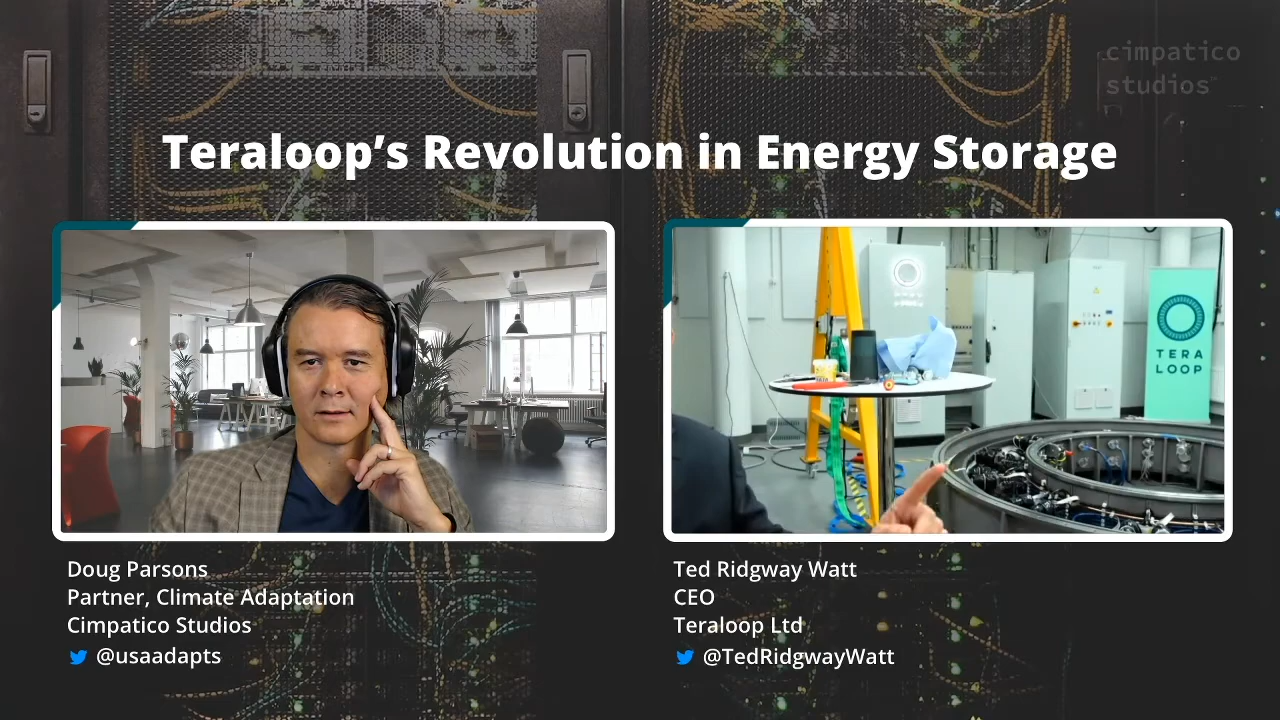 cimpatico
studios
Teraloop’s Revolution in Energy Storage
TERA
LOOP
Doug Parsons
Partner, Climate Adaptation
Cimpatico Studios
@usaadapts
Ted Ridgway Watt
CEO
Teraloop Ltd
@TedRidgwayWatt